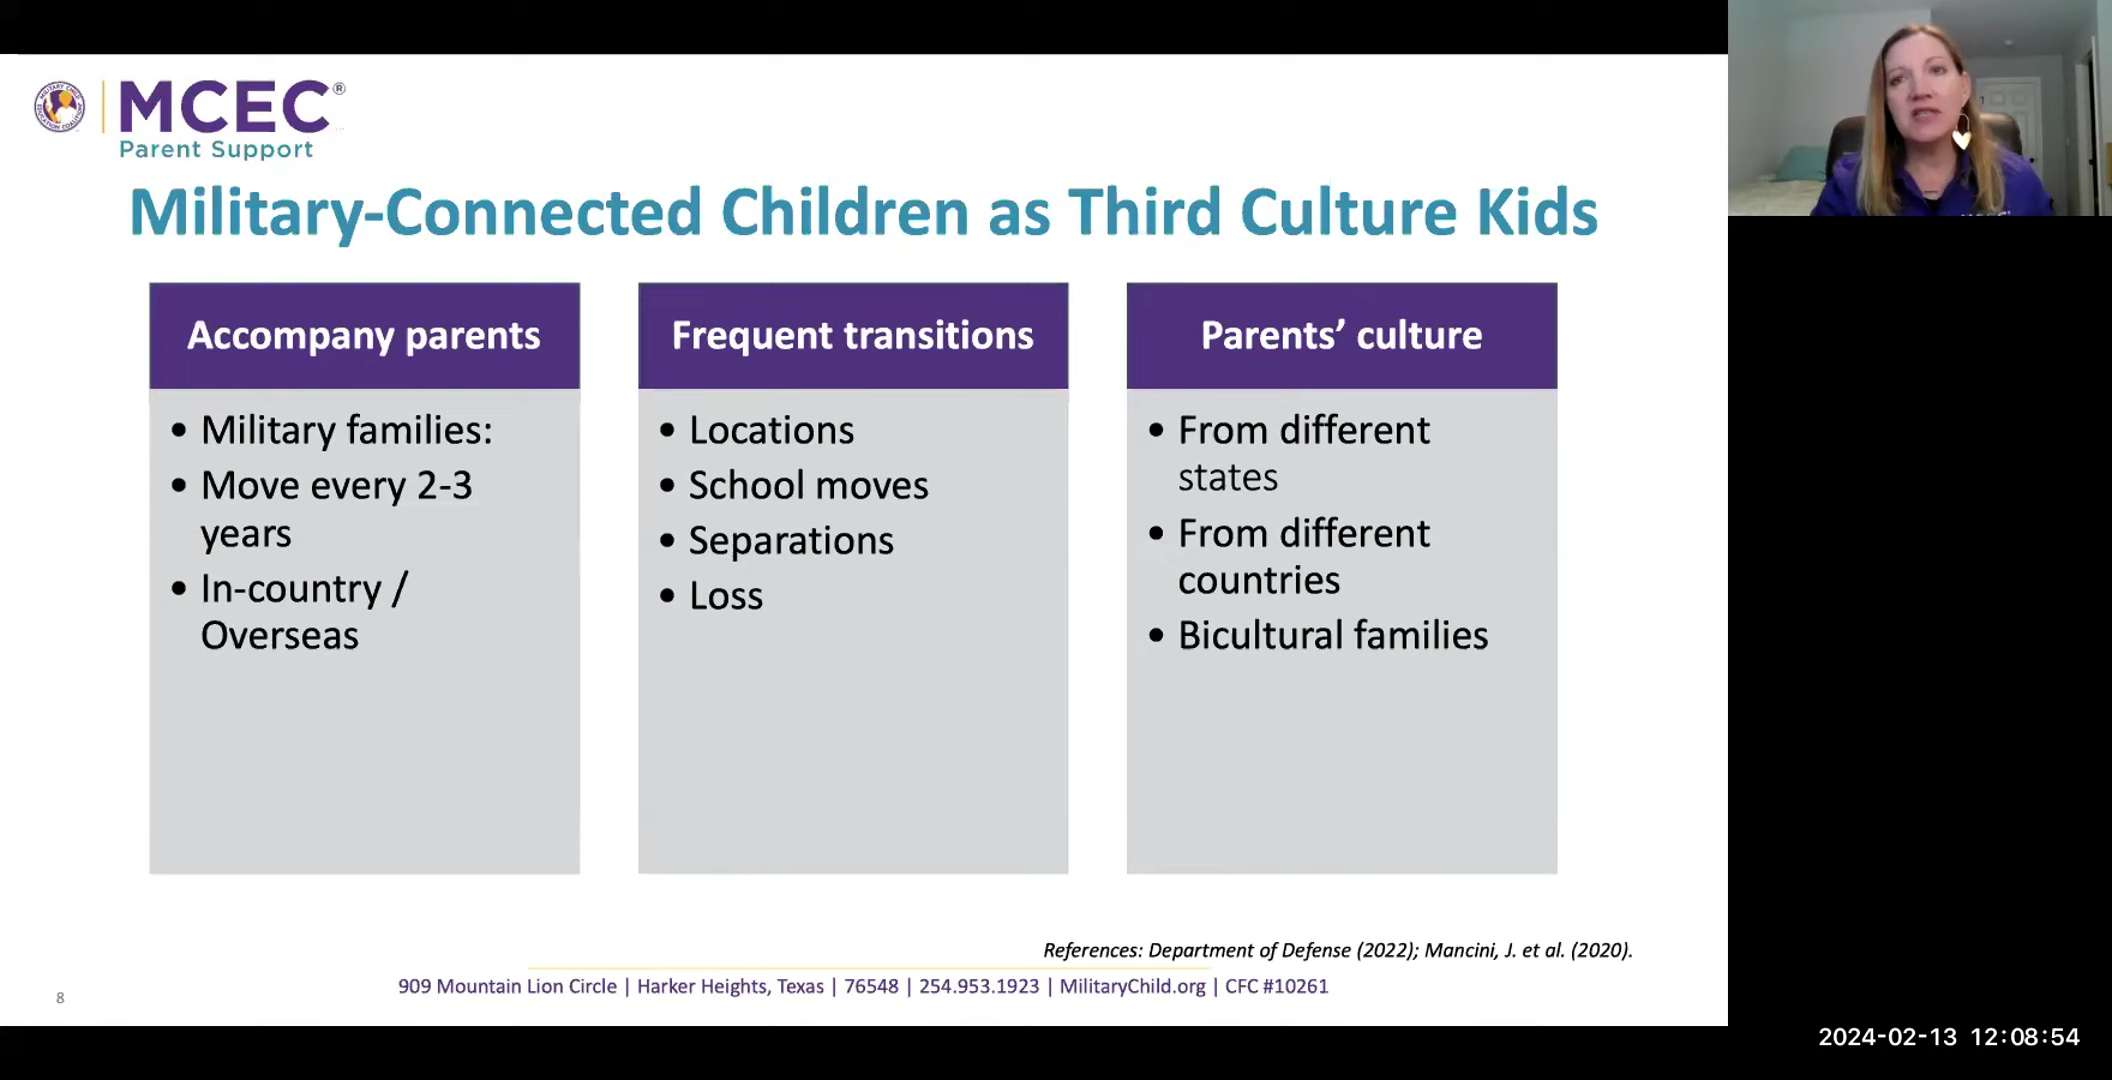 MCEC®
Parent Support
Military-Connected Children as Third Culture Kids
Accompany parents
• Military families:
• Move every 2-3
years
• In-country /
Overseas
Frequent transitions
• Locations
• School moves
• Separations
• Loss
Parents’ culture
• From different
states
• From different
countries
• Bicultural families
References: Department of Defense (2022); Mancini, J. et al. (2020).
909 Mountain Lion Circle | Harker Heights, Texas | 76548 | 254.953.1923 | MilitaryChild.org | CFC #10261
8
2024-02-13 12:08:54